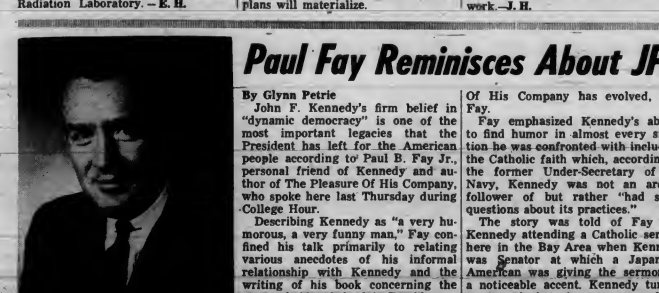 Radiation Laboratory. – E. H.
plans will materialize.
work.—J. H.
Paul Fay Reminisces About JF
By Glynn Petrie
John F. Kennedy's firm belief in
"dynamic democracy" is one of the
most important legacies that the
President has left for the American
people according to Paul B. Fay Jr.,
personal friend of Kennedy and au-
thor of The Pleasure Of His Company,
who spoke here last Thursday during
College Hour.
Describing Kennedy as "a very hu-
morous, a very funny man," Fay con-
fined his talk primarily to relating
various anecdotes of his informal
relationship with Kennedy and the
writing of his book concerning the
Of His Company has evolved,
Fay.
Fay emphasized Kennedy's ab
to find humor in almost every s
tion he was confronted with inclu
the Catholic faith which, accordin
the former Under-Secretary of
Navy, Kennedy was not an ar
follower of but rather "had s
questions about its practices."
The story was told of Fay
Kennedy attending a Catholic ser
here in the Bay Area when Kenn
was Senator at which a Japan
American was giving the sermo
a noticeable accent. Kennedy tur